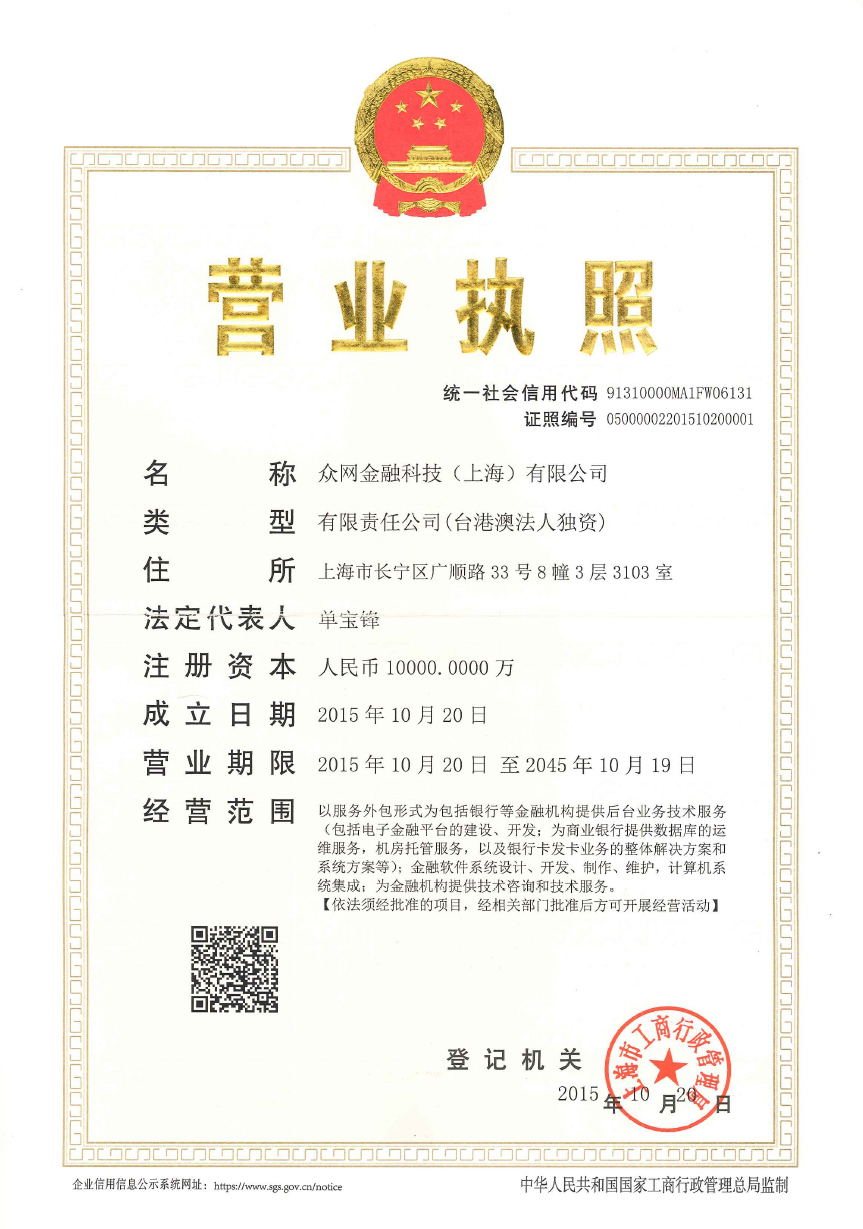 营业执照
统一社会信用代码 91310000MA1FW06131
证照编号 05000002201510200001
名称 众网金融科技（上海）有限公司
类型 有限责任公司(台港澳法人独资)
住所 上海市长宁区广顺路 33 号 8 幢 3 层 3103 室
法定代表人 单宝锋
注册资本 人民币 10000.0000 万
成立日期 2015 年 10 月 20 日
营业期限 2015 年 10 月 20 日 至 2045 年 10 月 19 日
经营范围 以服务外包形式为包括银行等金融机构提供后台业务技术服务
（包括电子金融平台的建设、开发；为商业银行提供数据库的运
维服务，机房托管服务，以及银行卡发卡业务的整体解决方案和
系统方案等）；金融软件系统设计、开发、制作、维护，计算机系
统集成；为金融机构提供技术咨询和技术服务。
【依法须经批准的项目，经相关部门批准后方可开展经营活动】
上海市工商行政管理局
登记机关
2015 年 10 月 20 日
企业信用信息公示系统网址：https://www.sgs.gov.cn/notice
中华人民共和国国家工商行政管理总局监制